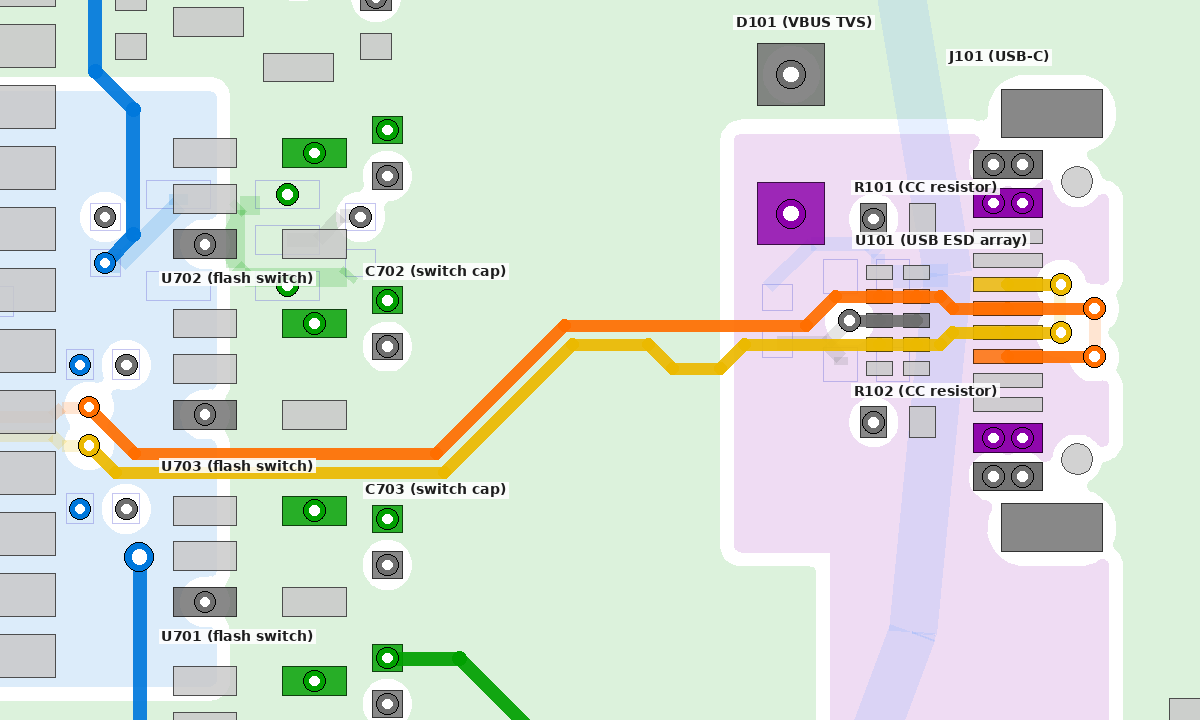 D101 (VBUS TVS)
J101 (USB-C)
R101 (CC resistor)
U101 (USB ESD array)
C702 (switch cap)
U702 (flash switch)
R102 (CC resistor)
U703 (flash switch)
C703 (switch cap)
U701 (flash switch)